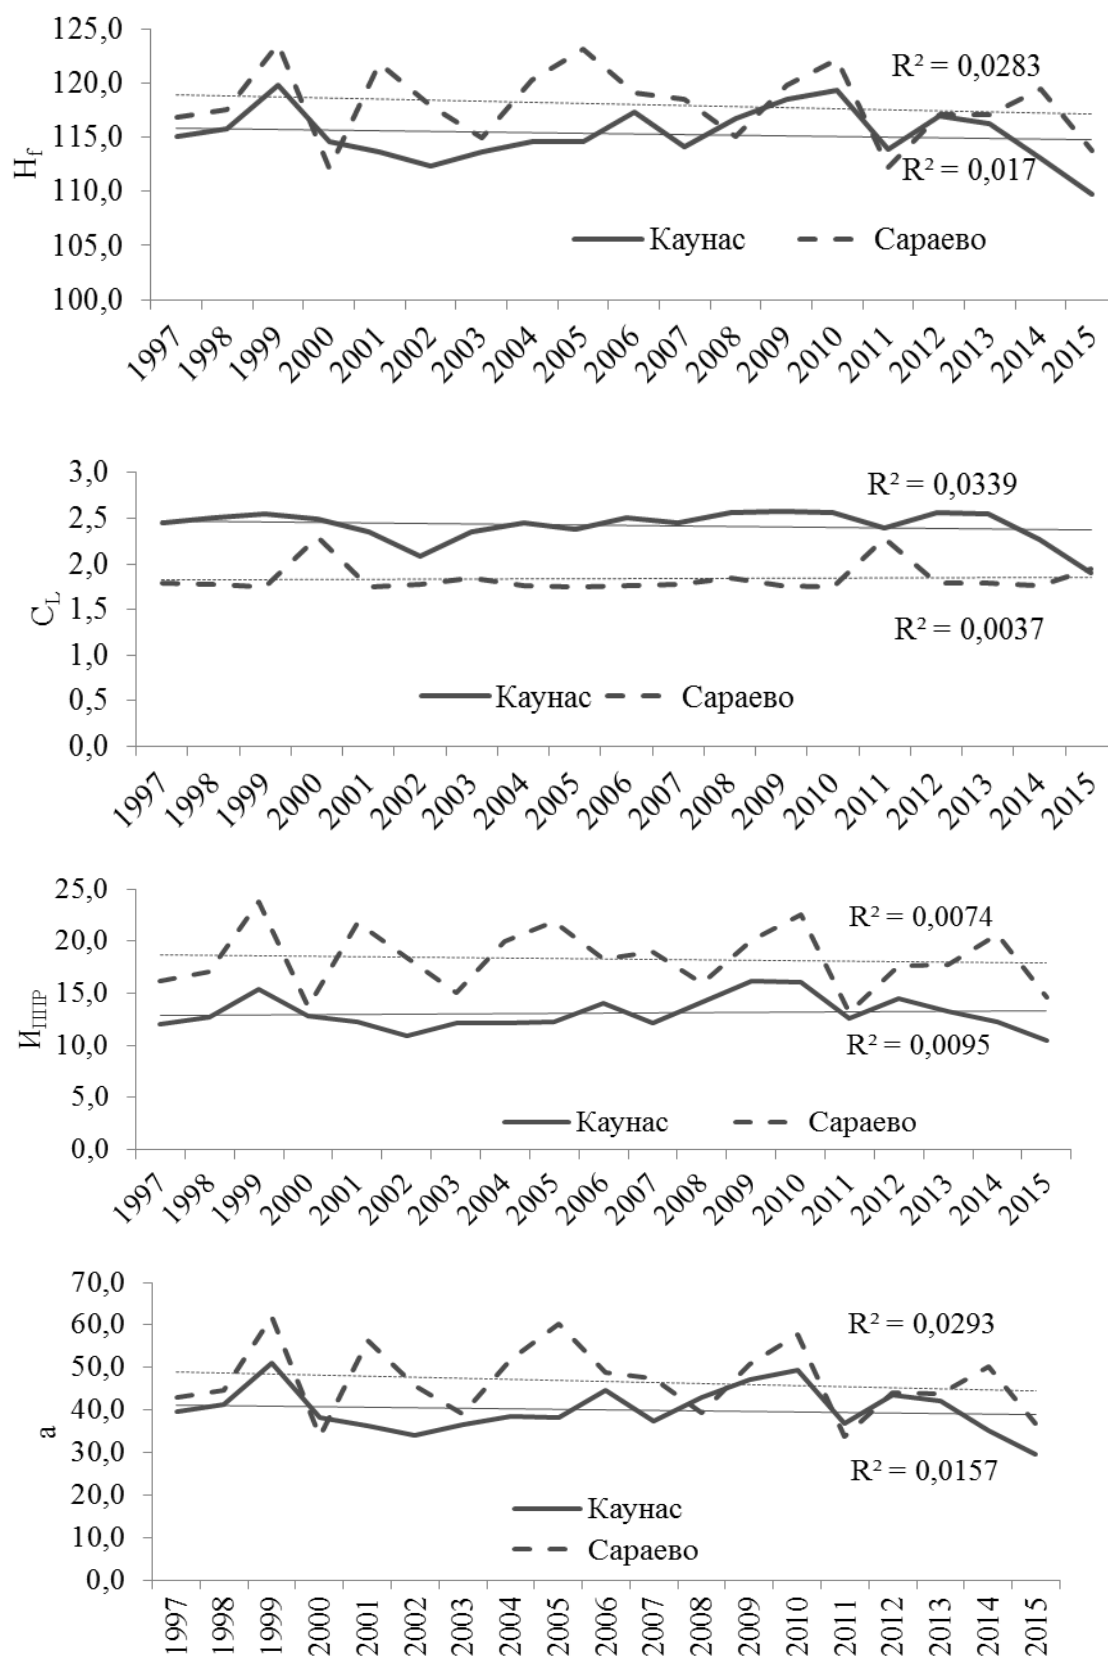 125,0
120,0
115,0
110,0
105,0
100,0
H_f
R² = 0,0283
R² = 0,017
Каунас Сараево
1997 1998 1999 2000 2001 2002 2003 2004 2005 2006 2007 2008 2009 2010 2011 2012 2013 2014 2015
3,0
2,5
2,0
1,5
1,0
0,5
0,0
C_L
R² = 0,0339
R² = 0,0037
Каунас Сараево
1997 1998 1999 2000 2001 2002 2003 2004 2005 2006 2007 2008 2009 2010 2011 2012 2013 2014 2015
25,0
20,0
15,0
10,0
5,0
0,0
И_ППР
R² = 0,0074
R² = 0,0095
Каунас Сараево
1997 1998 1999 2000 2001 2002 2003 2004 2005 2006 2007 2008 2009 2010 2011 2012 2013 2014 2015
70,0
60,0
50,0
40,0
30,0
20,0
10,0
0,0
a
R² = 0,0293
R² = 0,0157
Каунас
Сараево
1997 1998 1999 2000 2001 2002 2003 2004 2005 2006 2007 2008 2009 2010 2011 2012 2013 2014 2015